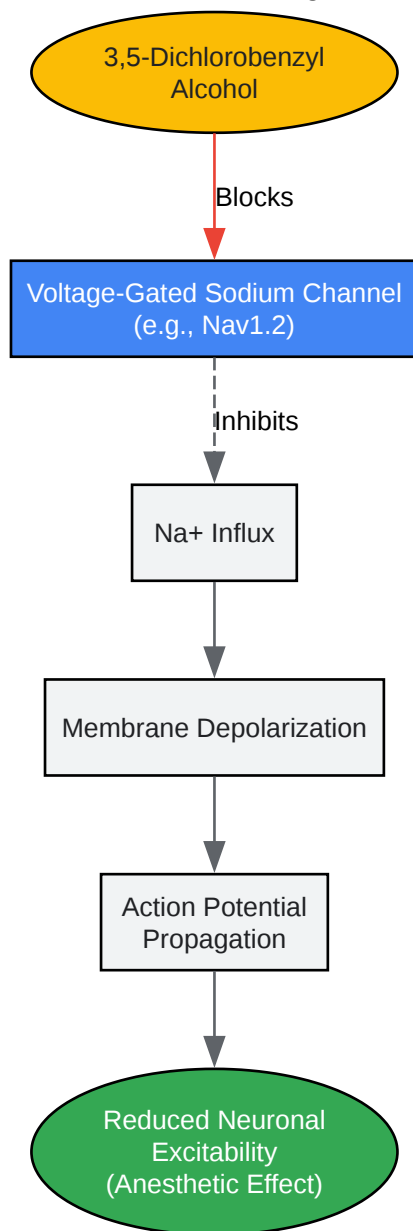 3,5-Dichlorobenzyl
Alcohol
Blocks
Voltage-Gated Sodium Channel
(e.g., Nav1.2)
Inhibits
Na+ Influx
Membrane Depolarization
Action Potential
Propagation
Reduced Neuronal
Excitability
(Anesthetic Effect)